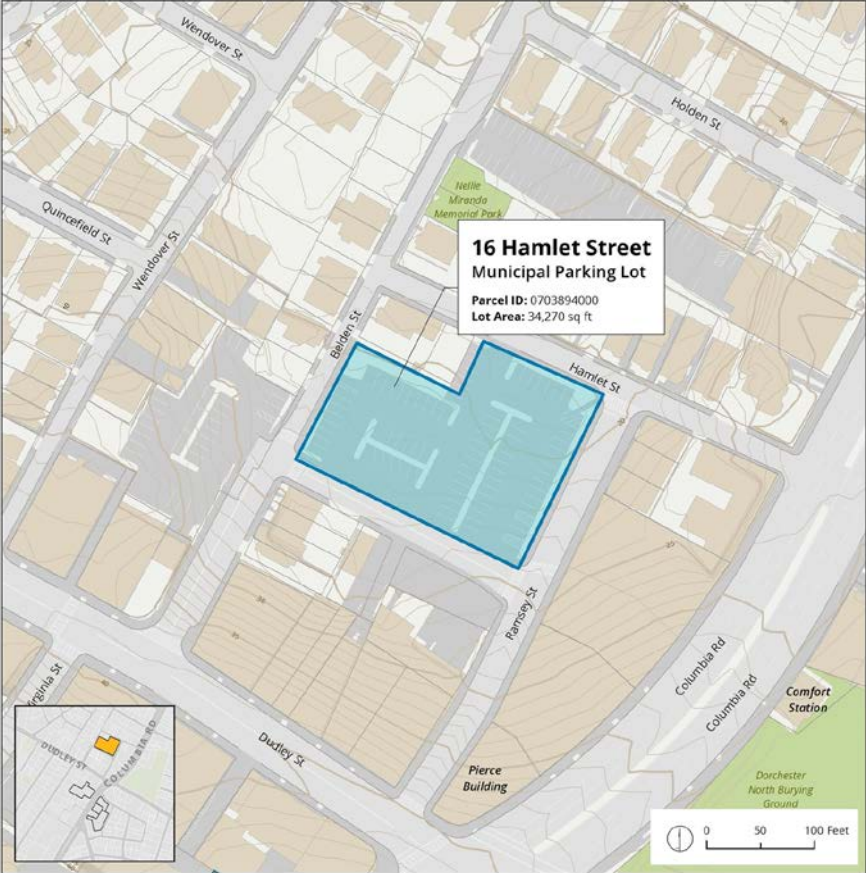 Wendover St
Holden St
Nellie
Miranda
Memorial Park
Quincefield St
Wendover St
16 Hamlet Street
Municipal Parking Lot
Parcel ID: 0703894000
Lot Area: 34,270 sq ft
Belden St
Hamlet St
Ramsey St
Columbia Rd
Columbia Rd
Comfort
Station
Virginia St
Dudley St
Pierce
Building
Dorchester
North Burying
Ground
DUDLEY ST
COLUMBIA RD
0 50 100 Feet